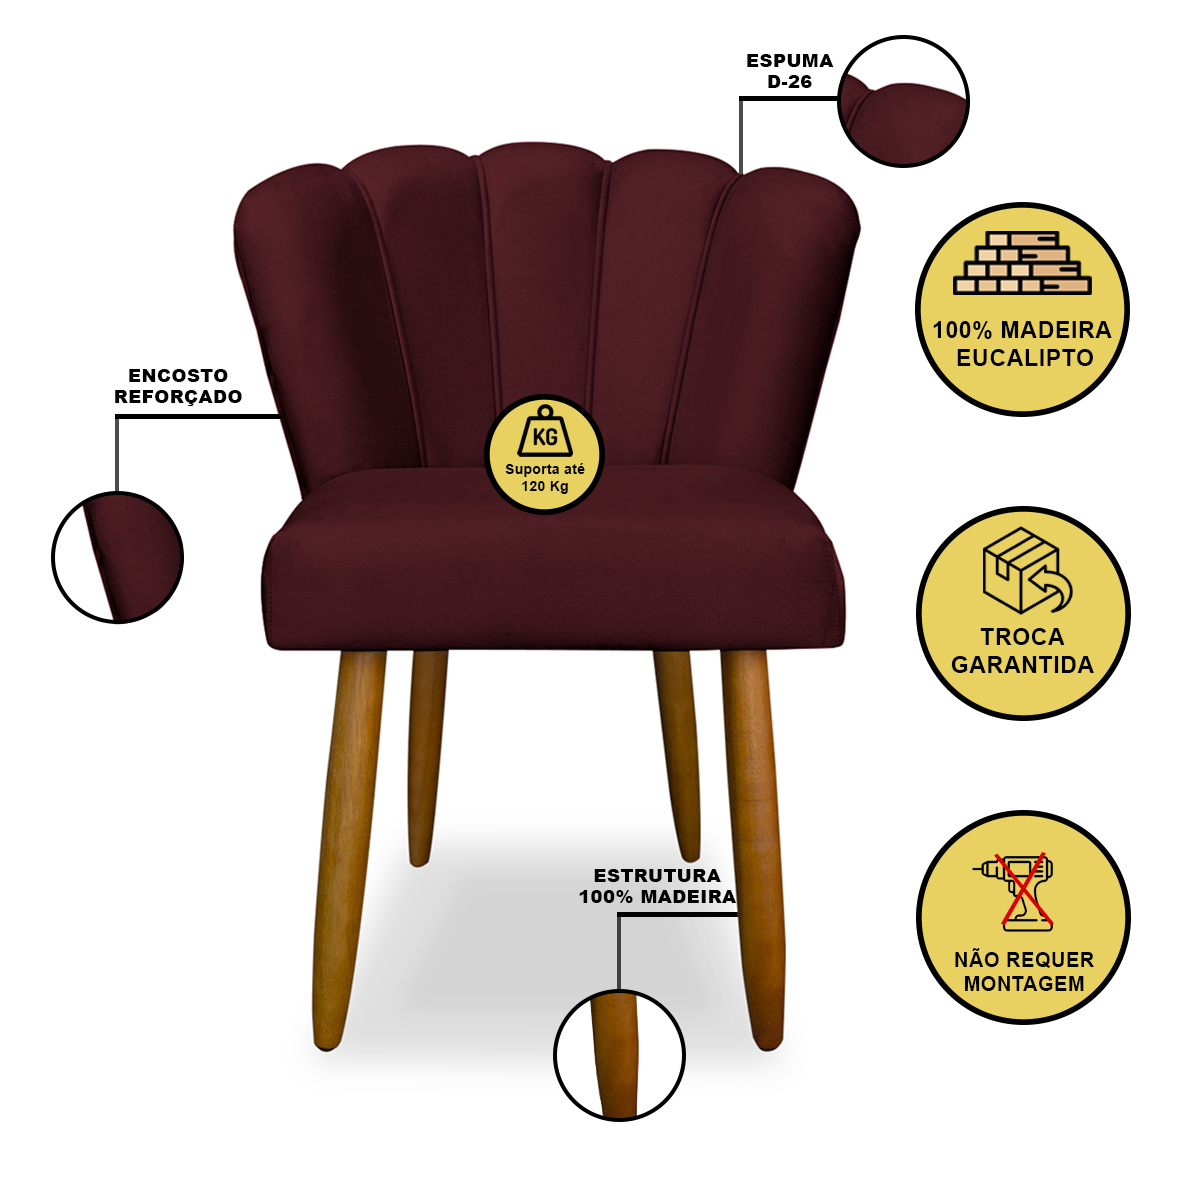 ESPUMA
D-26
100% MADEIRA
EUCALIPTO
ENCOSTO
REFORÇADO
KG
Suporta até
120 Kg
TROCA
GARANTIDA
ESTRUTURA
100% MADEIRA
NÃO REQUER
MONTAGEM